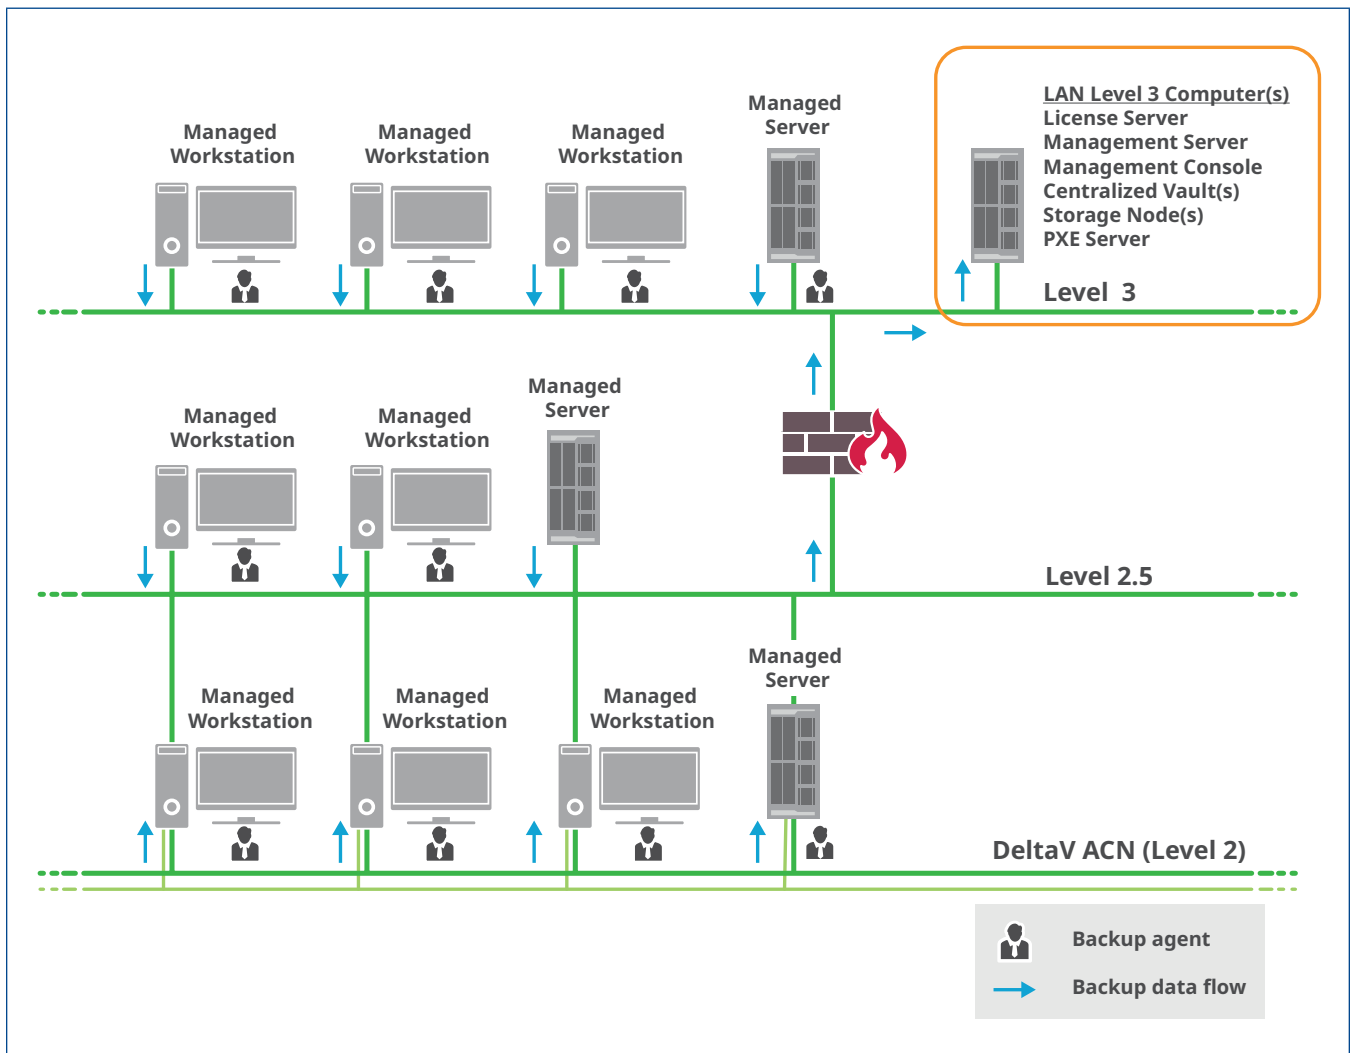 Managed
Workstation
Managed
Workstation
Managed
Workstation
Managed
Server
LAN Level 3 Computer(s)
License Server
Management Server
Management Console
Centralized Vault(s)
Storage Node(s)
PXE Server
Level 3
Managed
Workstation
Managed
Workstation
Managed
Server
Level 2.5
Managed
Workstation
Managed
Workstation
Managed
Workstation
Managed
Server
DeltaV ACN (Level 2)
Backup agent
Backup data flow